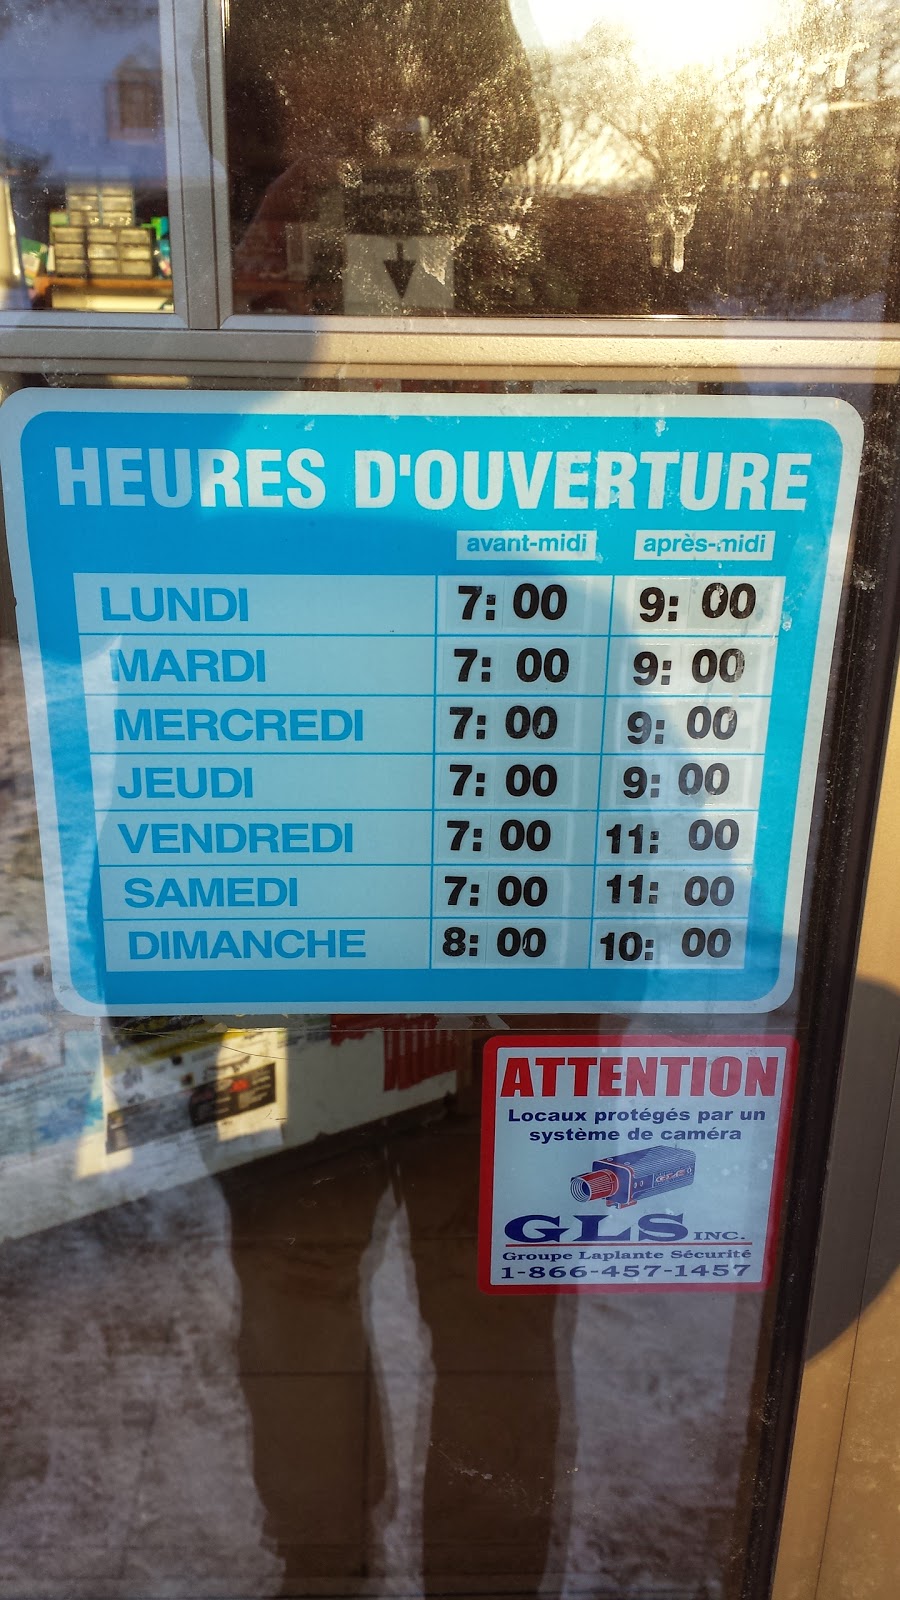 HEURES D'OUVERTURE
avant-midi après-midi
LUNDI 7: 00 9: 00
MARDI 7: 00 9: 00
MERCREDI 7: 00 9: 00
JEUDI 7: 00 9: 00
VENDREDI 7: 00 11: 00
SAMEDI 7: 00 11: 00
DIMANCHE 8: 00 10: 00
ATTENTION
Locaux protégés par un
système de caméra
GLS INC.
Groupe Laplante Sécurité
1-866-457-1457